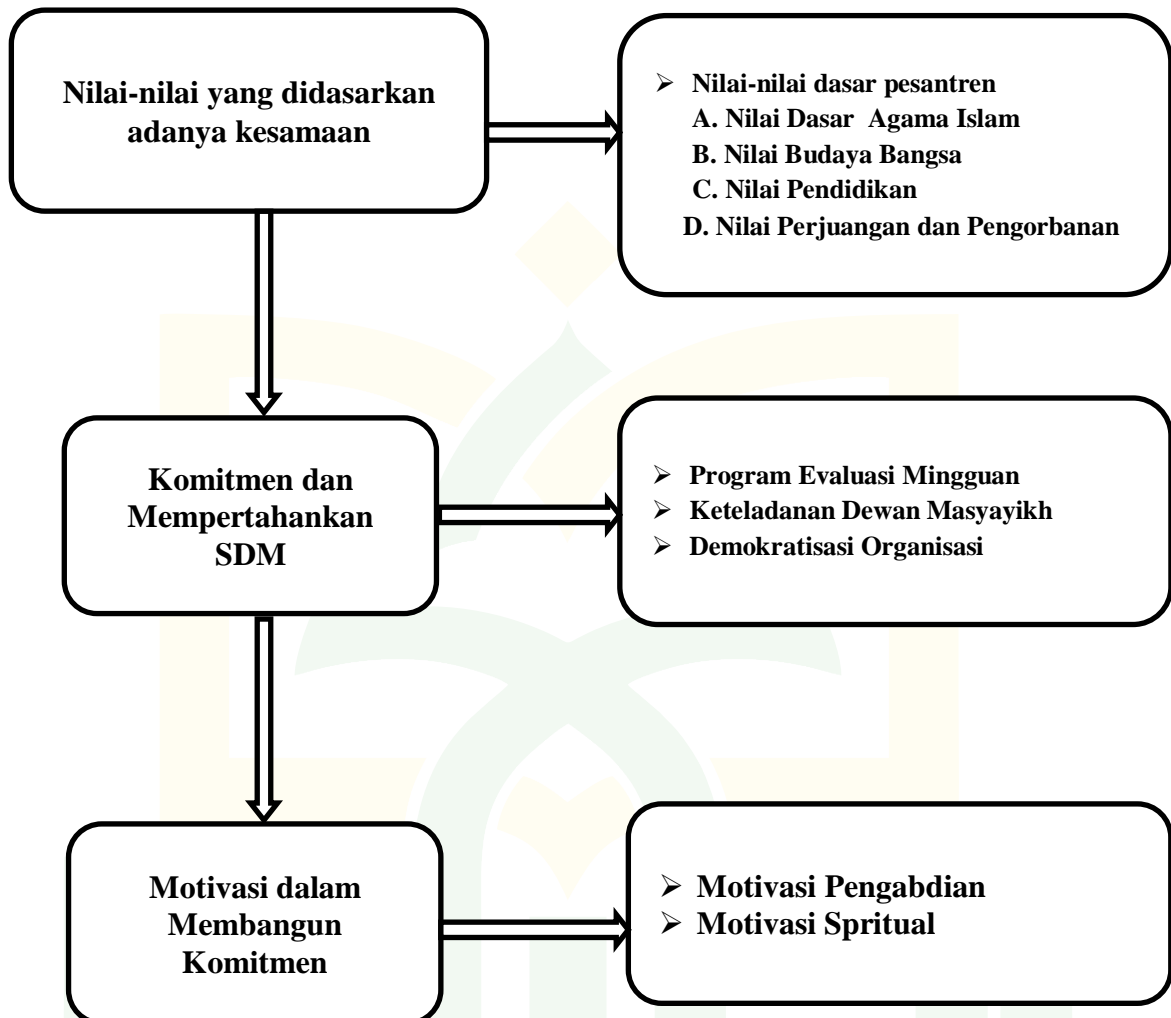 Nilai-nilai yang didasarkan
adanya kesamaan
➢ Nilai-nilai dasar pesantren
A. Nilai Dasar Agama Islam
B. Nilai Budaya Bangsa
C. Nilai Pendidikan
D. Nilai Perjuangan dan Pengorbanan
Komitmen dan
Mempertahankan
SDM
➢ Program Evaluasi Mingguan
➢ Keteladanan Dewan Masyayikh
➢ Demokratisasi Organisasi
Motivasi dalam
Membangun
Komitmen
➢ Motivasi Pengabdian
➢ Motivasi Spritual